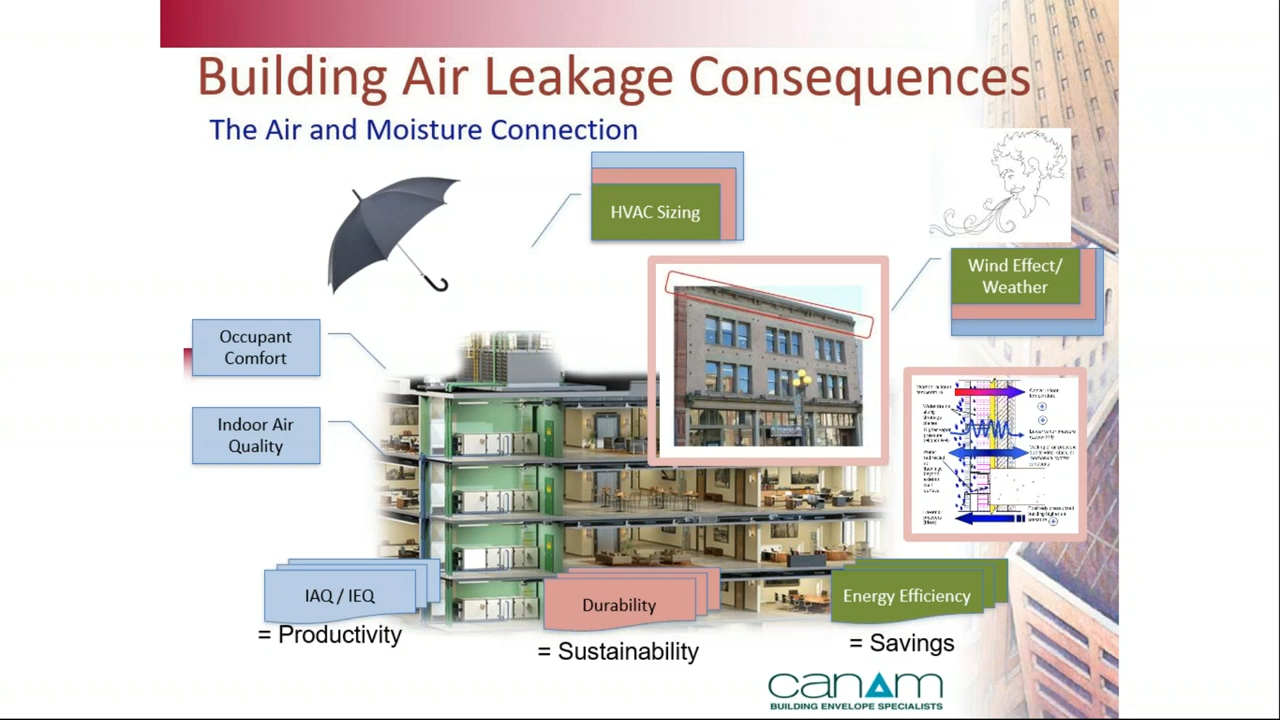 Building Air Leakage Consequences
The Air and Moisture Connection
HVAC Sizing
Wind Effect/
Weather
Occupant
Comfort
Indoor Air
Quality
IAQ / IEQ
= Productivity
Durability
= Sustainability
Energy Efficiency
= Savings
canam
BUILDING ENVELOPE SPECIALISTS